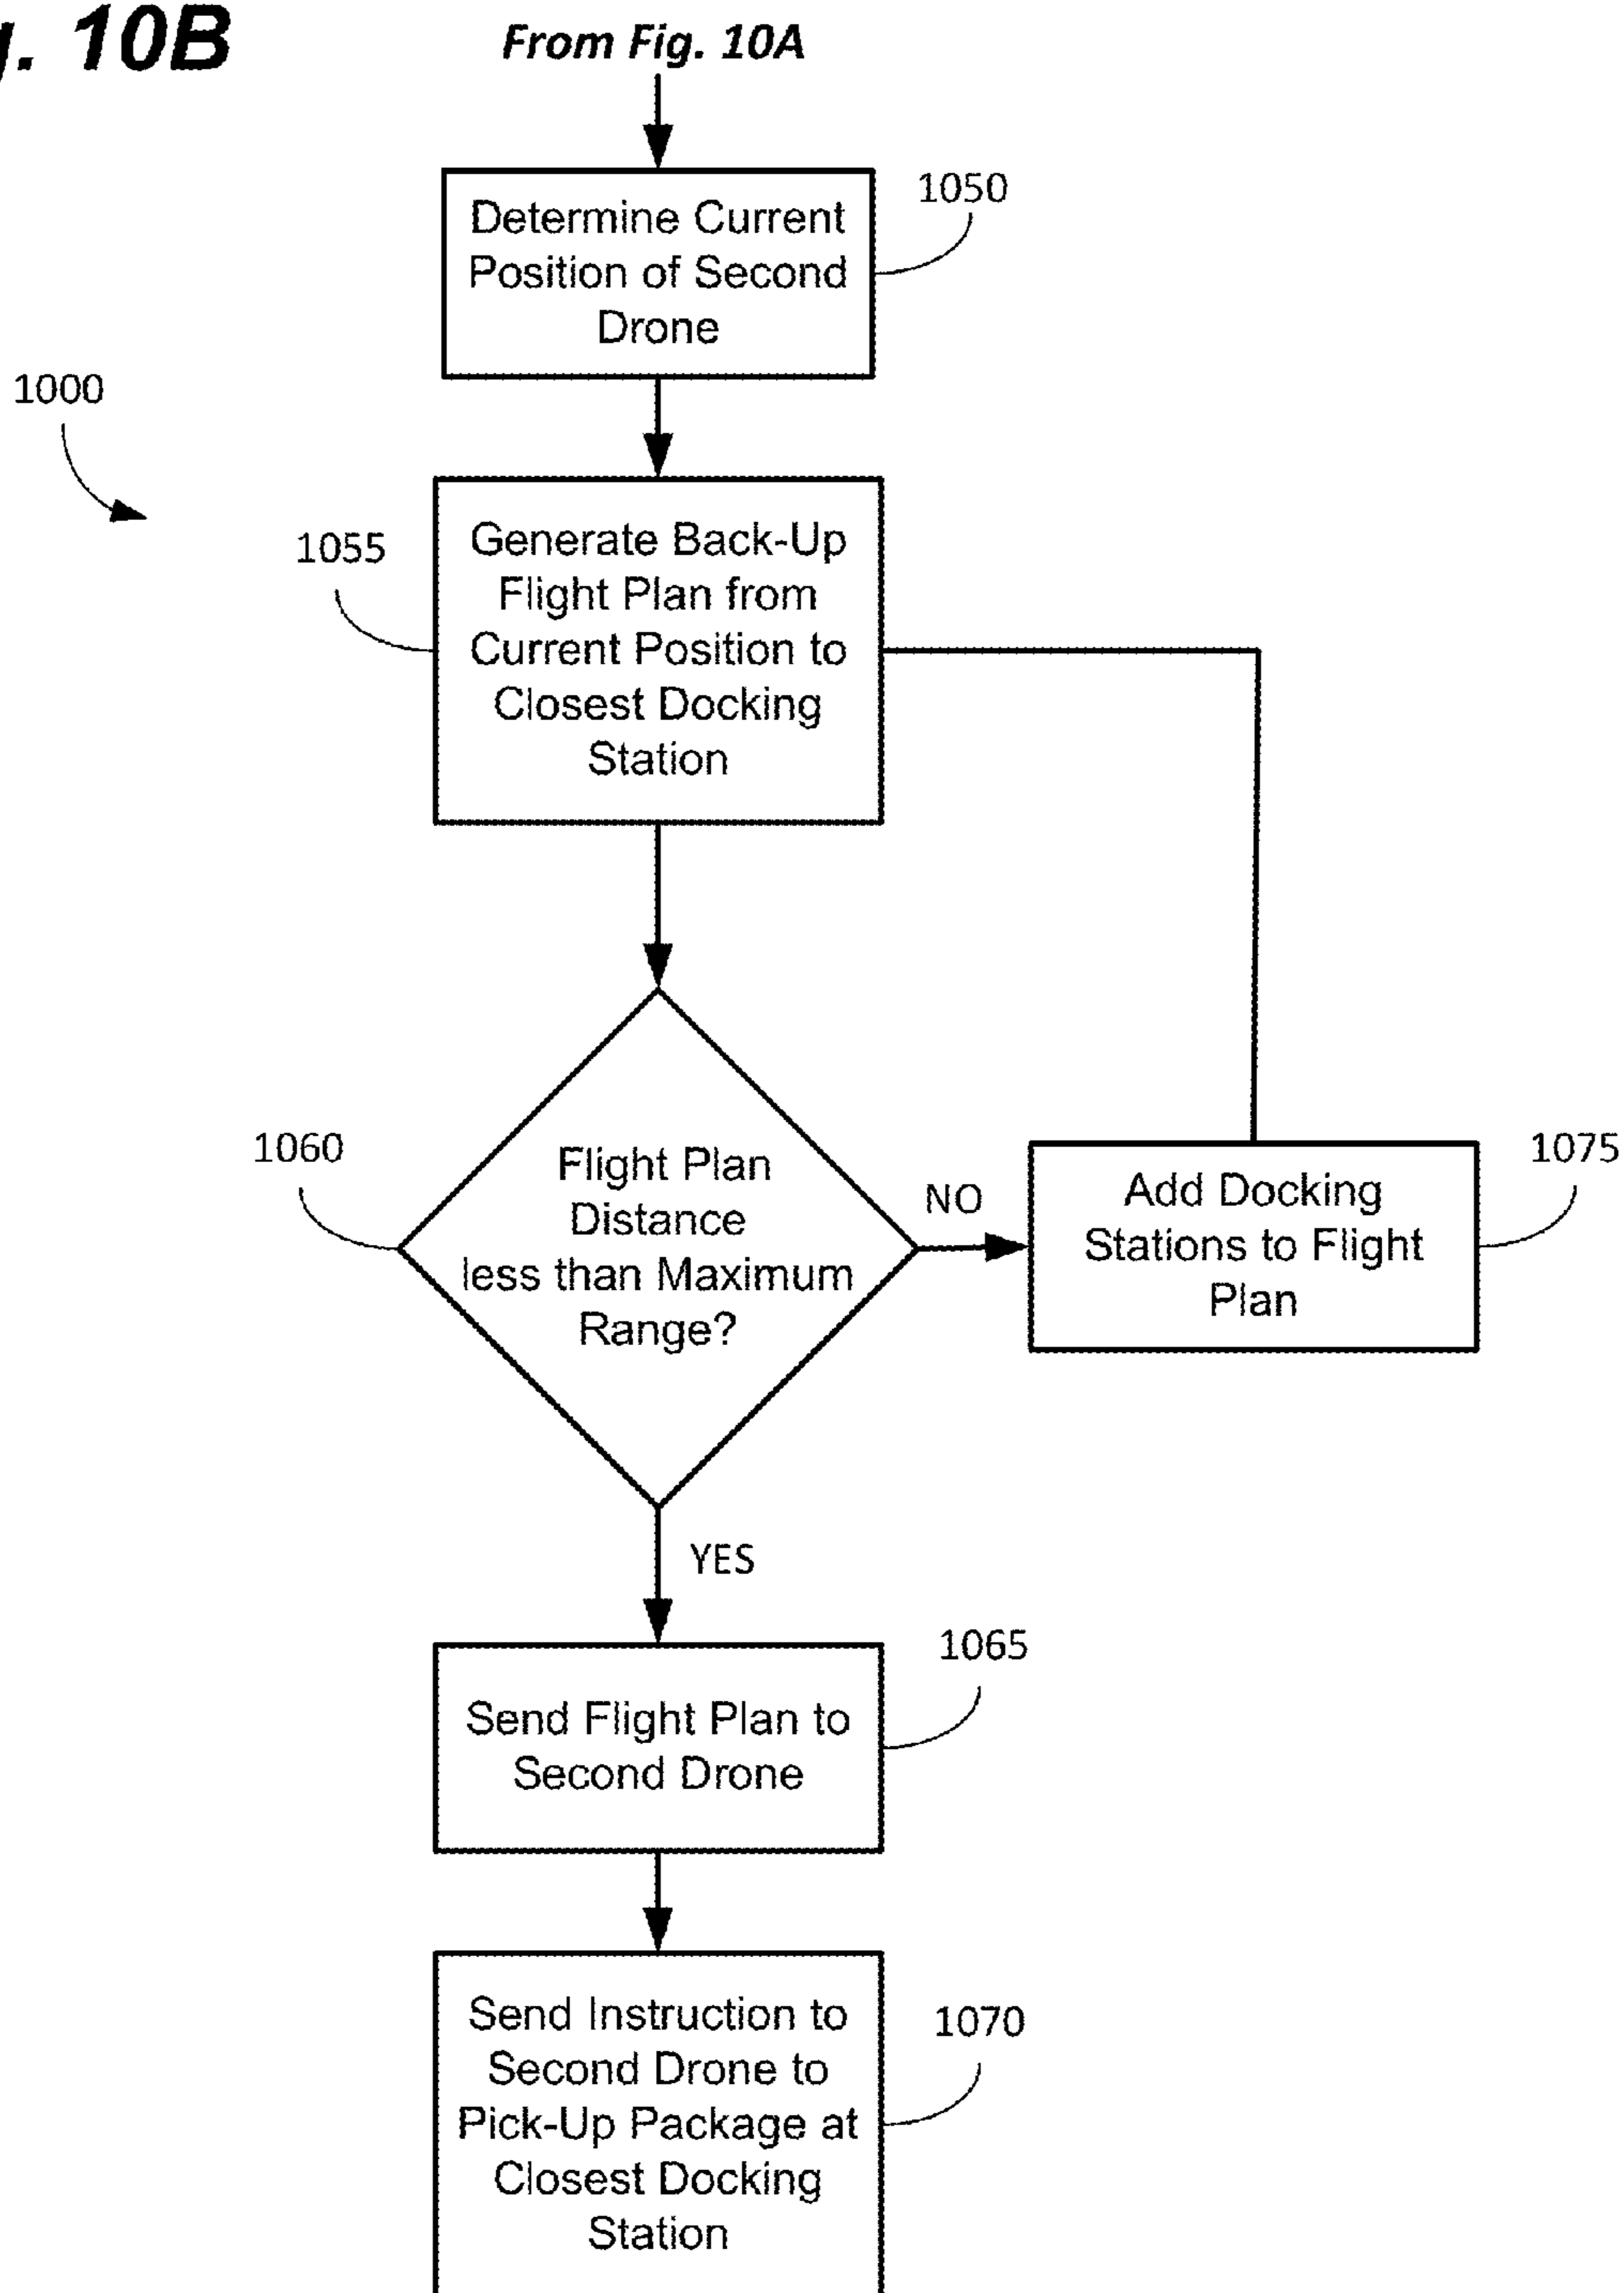 g. 10B
From Fig. 10A
Determine Current
Position of Second
Drone
1050
1000
1055
Generate Back-Up
Flight Plan from
Current Position to
Closest Docking
Station
1060
Flight Plan
Distance
less than Maximum
Range?
NO
Add Docking
Stations to Flight
Plan
1075
YES
Send Flight Plan to
Second Drone
1065
Send Instruction to
Second Drone to
Pick-Up Package at
Closest Docking
Station
1070